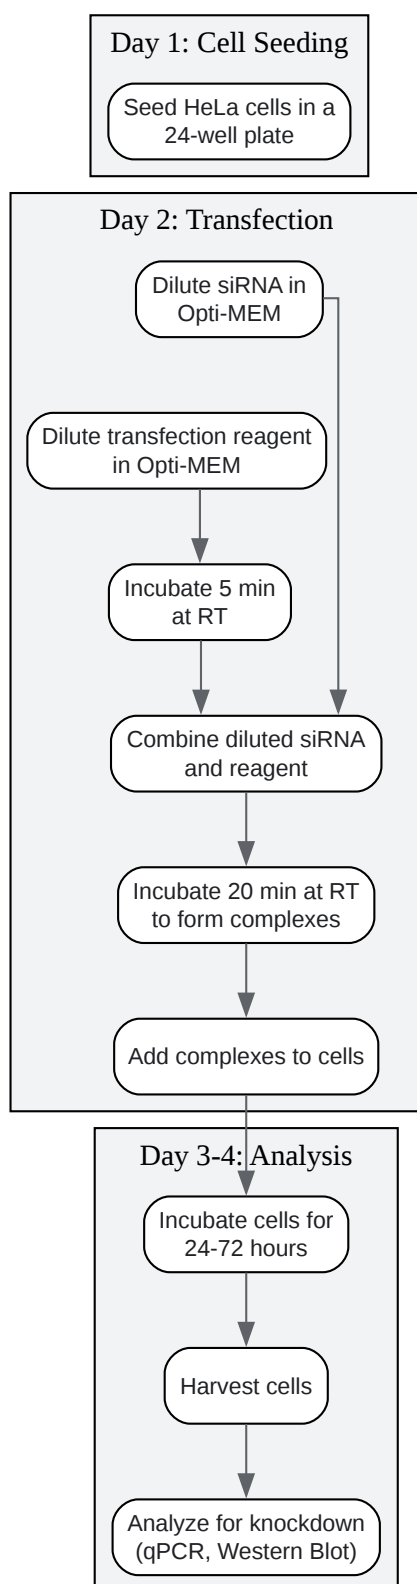 Day 1: Cell Seeding
Seed HeLa cells in a
24-well plate
Day 2: Transfection
Dilute siRNA in
Opti-MEM
Dilute transfection reagent
in Opti-MEM
Incubate 5 min
at RT
Combine diluted siRNA
and reagent
Incubate 20 min at RT
to form complexes
Add complexes to cells
Day 3-4: Analysis
Incubate cells for
24-72 hours
Harvest cells
Analyze for knockdown
(qPCR, Western Blot)